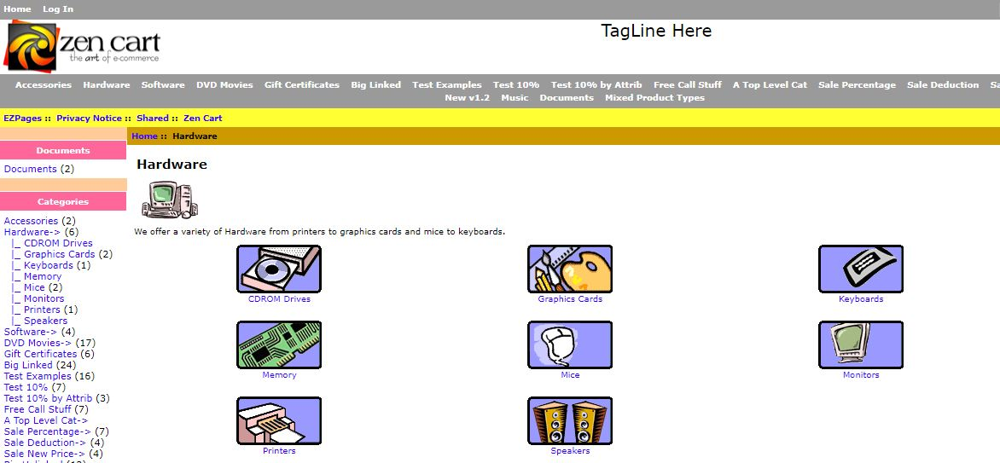 Home Log In
zen cart
the art of e-commerce
TagLine Here
Accessories Hardware Software DVD Movies Gift Certificates Big Linked Test Examples Test 10% Test 10% by Attrib Free Call Stuff A Top Level Cat Sale Percentage Sale Deduction
New v1.2 Music Documents Mixed Product Types
EZPages :: Privacy Notice :: Shared :: Zen Cart
Home :: Hardware
Documents
Documents (2)
Categories
Accessories (2)
Hardware-> (6)
|_ CDROM Drives
|_ Graphics Cards (2)
|_ Keyboards (1)
|_ Memory
|_ Mice (2)
|_ Monitors
|_ Printers (1)
|_ Speakers
Software-> (4)
DVD Movies-> (17)
Gift Certificates (6)
Big Linked (24)
Test Examples (16)
Test 10% (7)
Test 10% by Attrib (3)
Free Call Stuff (7)
A Top Level Cat->
Sale Percentage-> (7)
Sale Deduction-> (4)
Sale New Price-> (4)
Hardware
We offer a variety of Hardware from printers to graphics cards and mice to keyboards.
CDROM Drives Graphics Cards Keyboards
Memory Mice Monitors
Printers Speakers